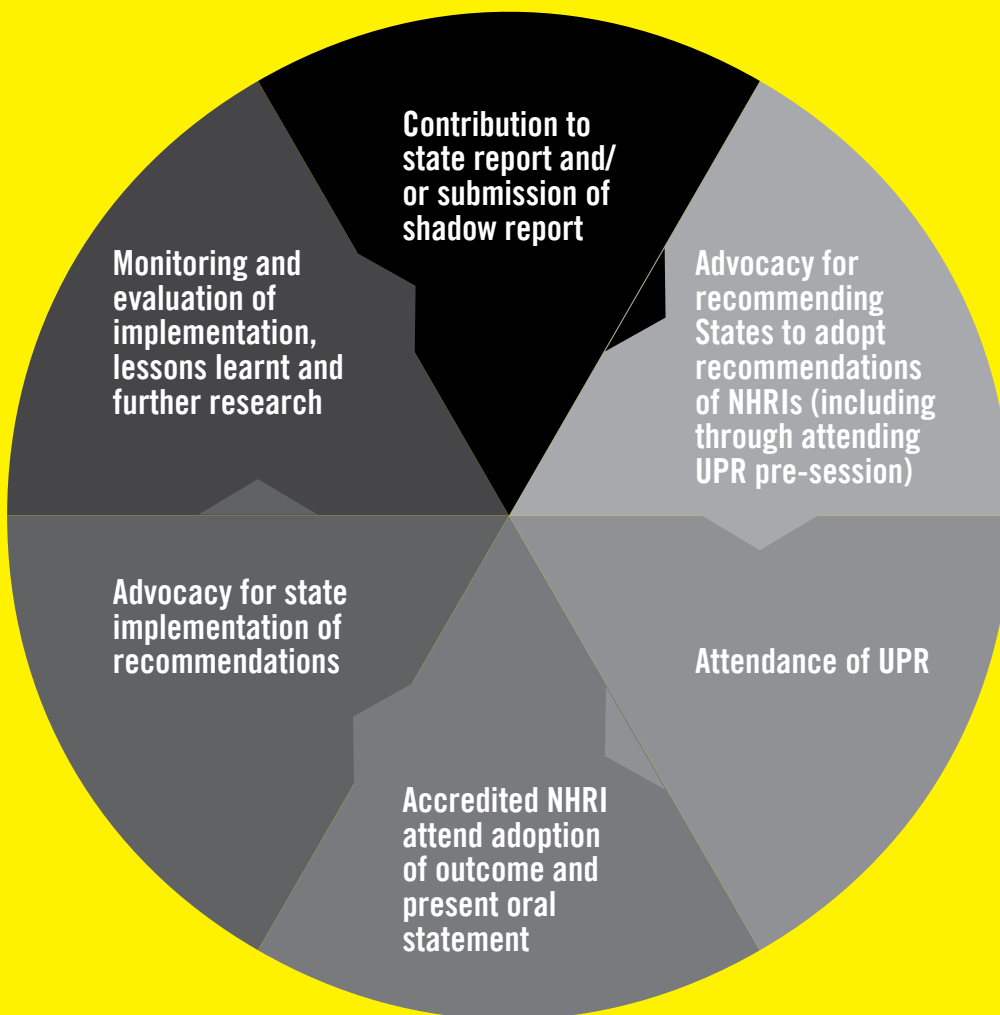 Contribution to
state report and/
or submission of
shadow report
Advocacy for
recommending
States to adopt
recommendations
of NHRIs (including
through attending
UPR pre-session)
Attendance of UPR
Accredited NHRI
attend adoption
of outcome and
present oral
statement
Advocacy for state
implementation of
recommendations
Monitoring and
evaluation of
implementation,
lessons learnt and
further research